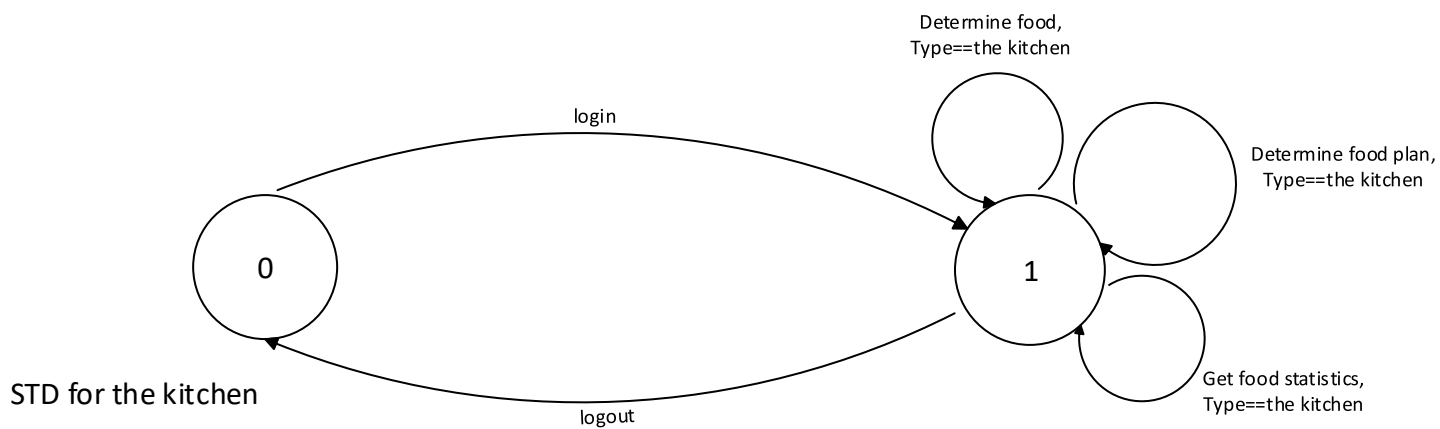 Determine food,
Type==the kitchen
login
Determine food plan,
Type==the kitchen
0
1
Get food statistics,
Type==the kitchen
STD for the kitchen
logout